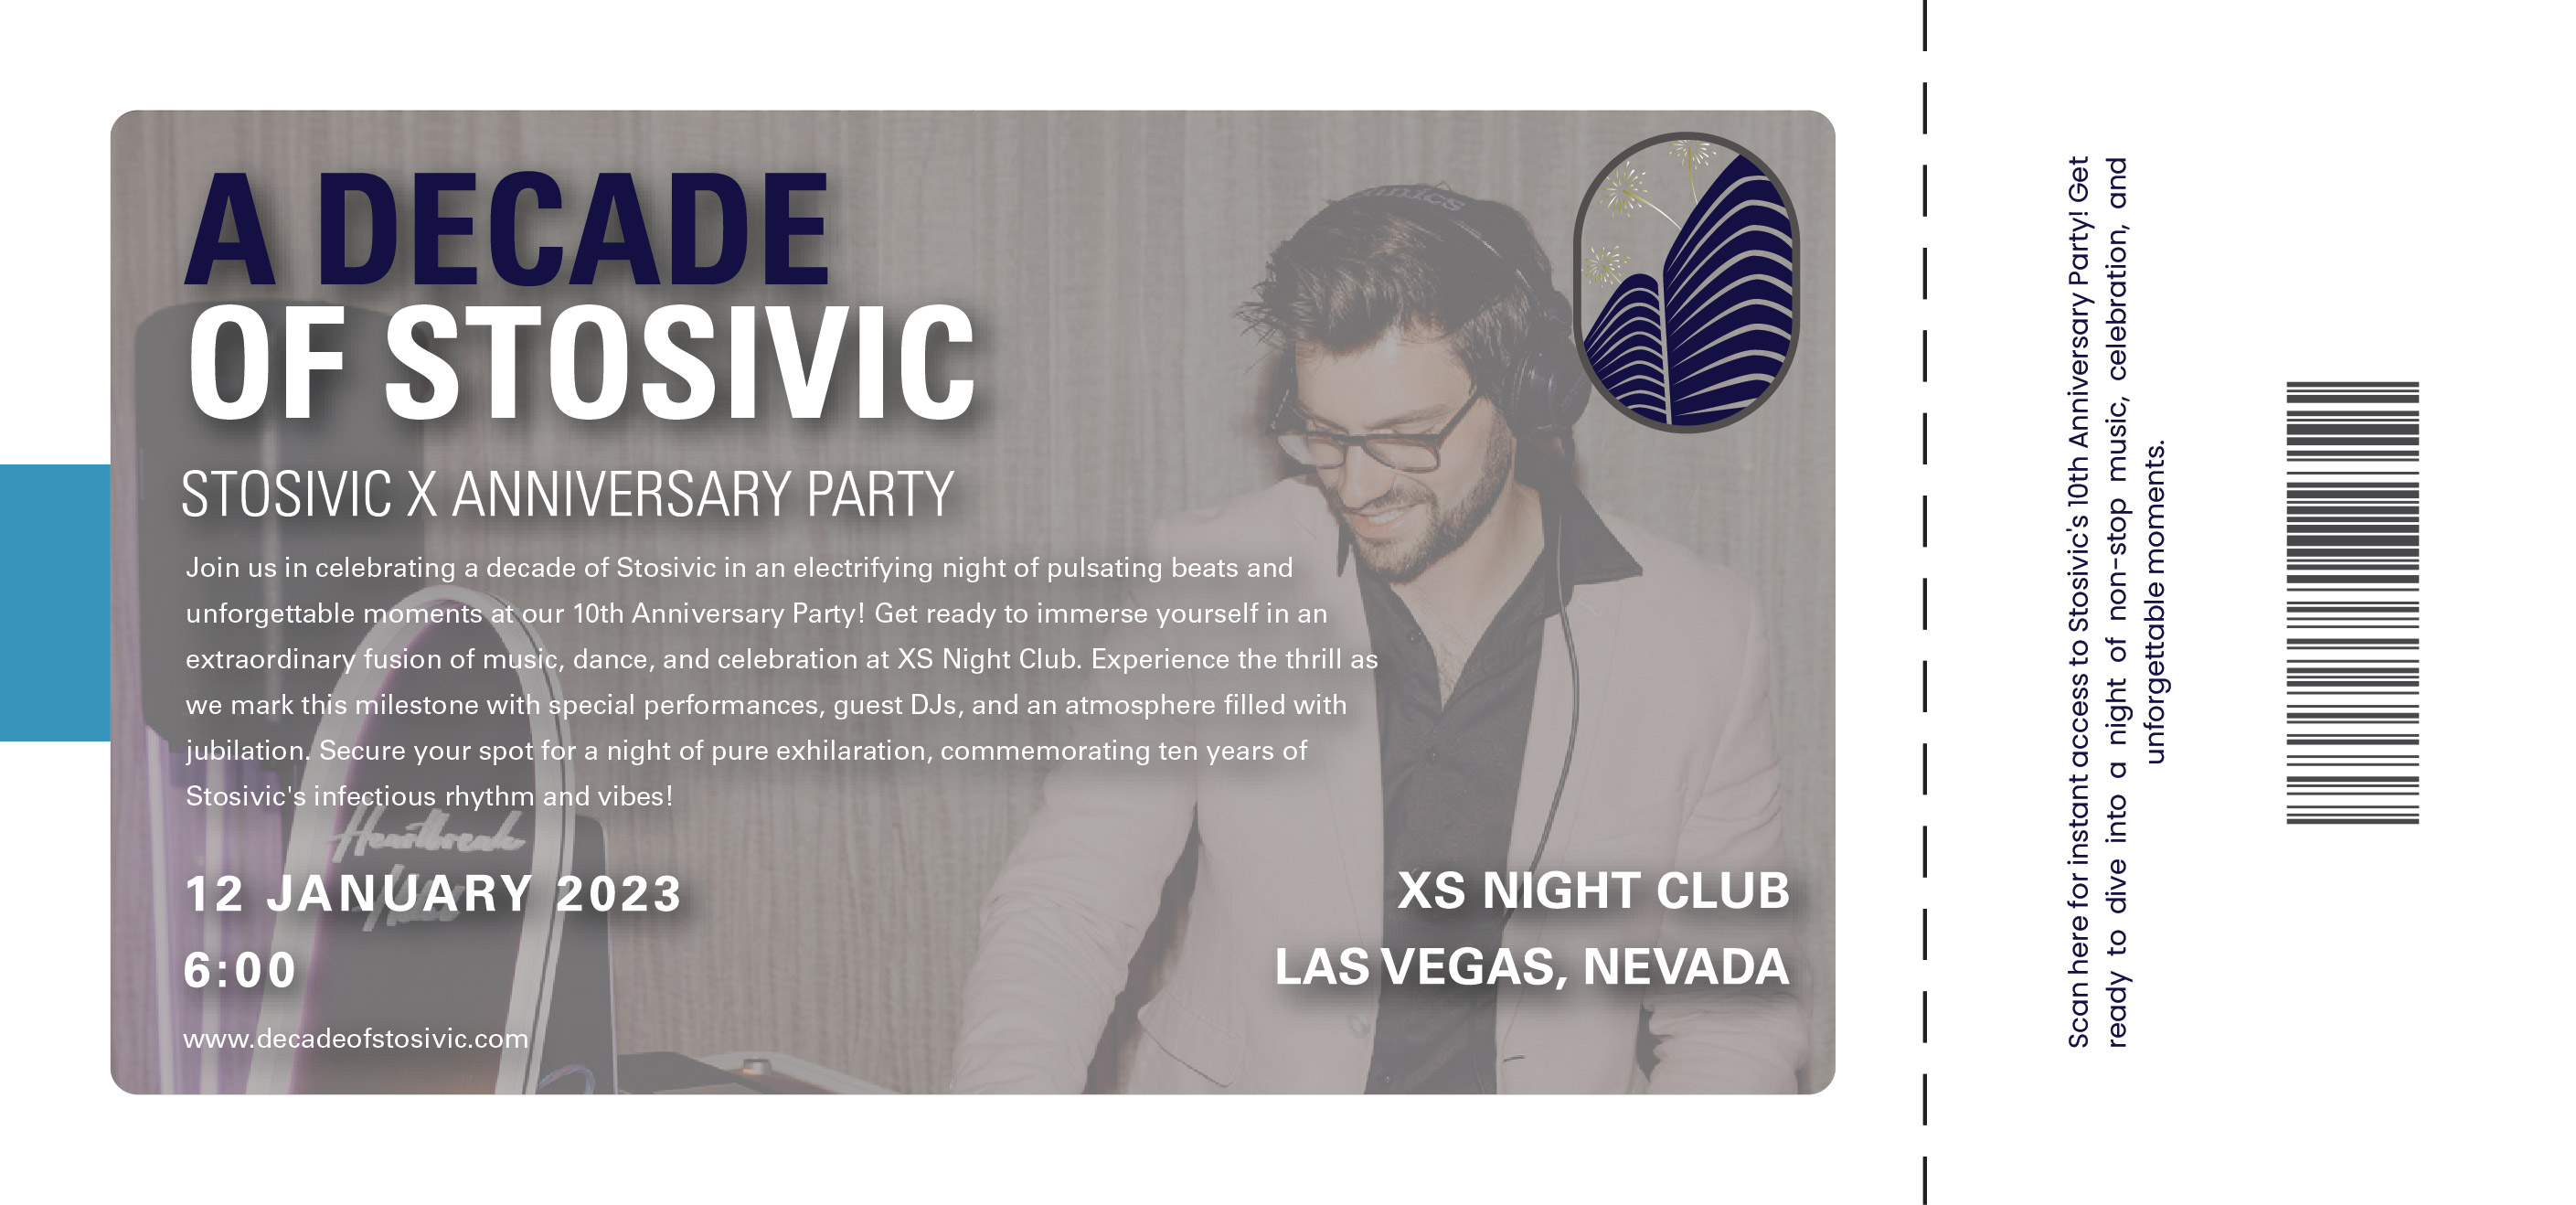 A DECADE
OF STOSIVIC
STOSIVIC X ANNIVERSARY PARTY
Join us in celebrating a decade of Stosivic in an electrifying night of pulsating beats and
unforgettable moments at our 10th Anniversary Party! Get ready to immerse yourself in an
extraordinary fusion of music, dance, and celebration at XS Night Club. Experience the thrill as
we mark this milestone with special performances, guest DJs, and an atmosphere filled with
jubilation. Secure your spot for a night of pure exhilaration, commemorating ten years of
Stosivic's infectious rhythm and vibes!
Heartbreak
12 JANUARY 2023
6:00
www.decadeofstosivic.com
XS NIGHT CLUB
LAS VEGAS, NEVADA
Scan here for instant access to Stosivic's 10th Anniversary Party! Get
ready to dive into a night of non-stop music, celebration, and
unforgettable moments.